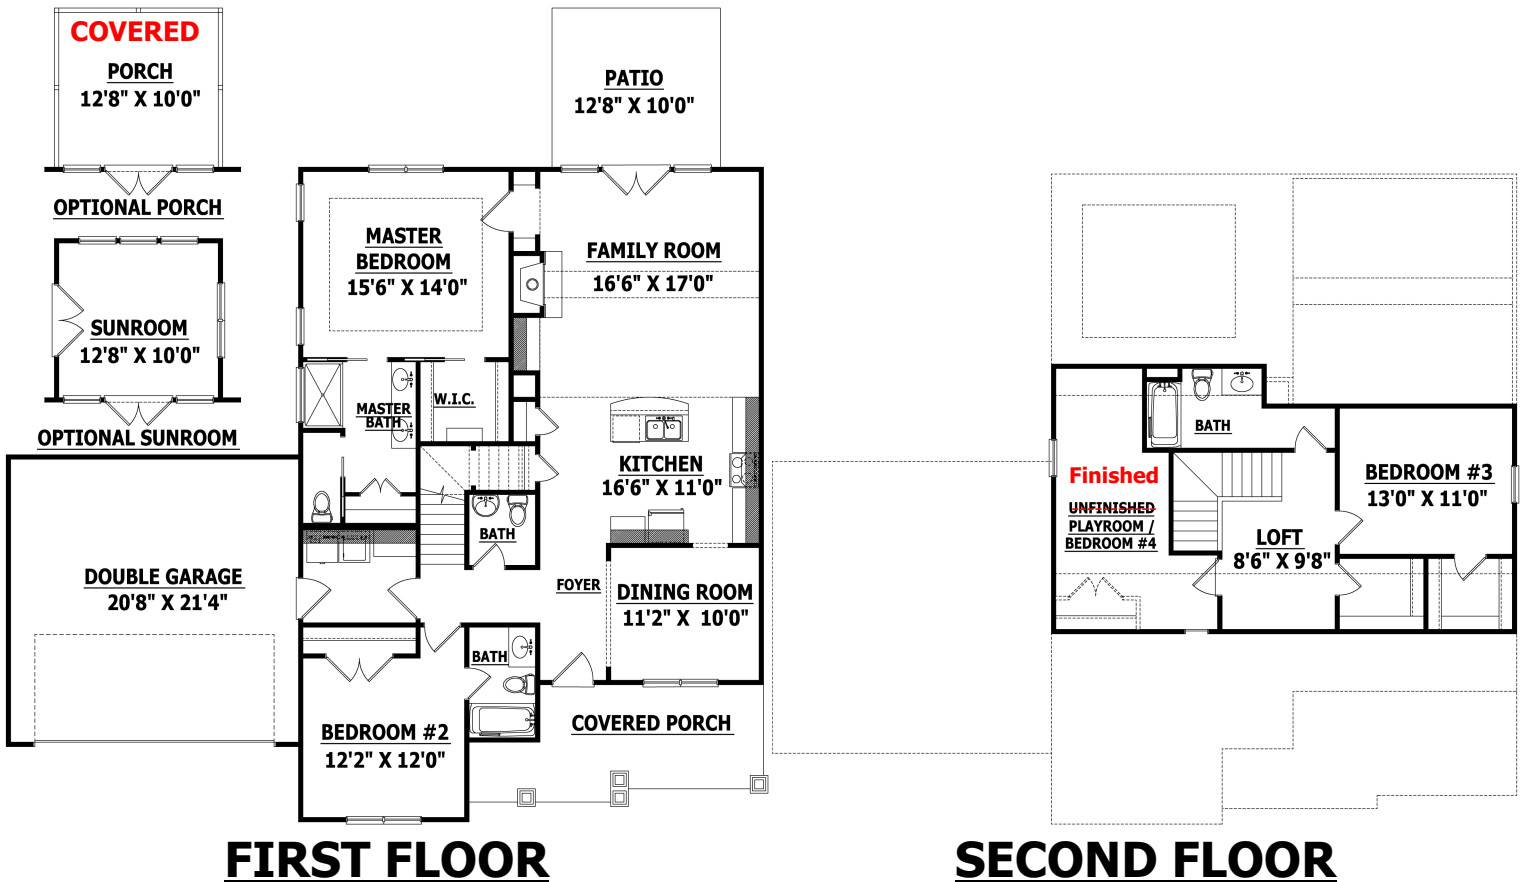 COVERED
PORCH
12'8" X 10'0"
OPTIONAL PORCH
SUNROOM
12'8" X 10'0"
OPTIONAL SUNROOM
PATIO
12'8" X 10'0"
MASTER
BEDROOM
15'6" X 14'0"
FAMILY ROOM
16'6" X 17'0"
MASTER
BATH
W.I.C.
KITCHEN
16'6" X 11'0"
BATH
DOUBLE GARAGE
20'8" X 21'4"
FOYER
DINING ROOM
11'2" X 10'0"
BATH
BEDROOM #2
12'2" X 12'0"
COVERED PORCH
FIRST FLOOR
BATH
Finished
UNFINISHED
PLAYROOM /
BEDROOM #4
BEDROOM #3
13'0" X 11'0"
LOFT
8'6" X 9'8"
SECOND FLOOR